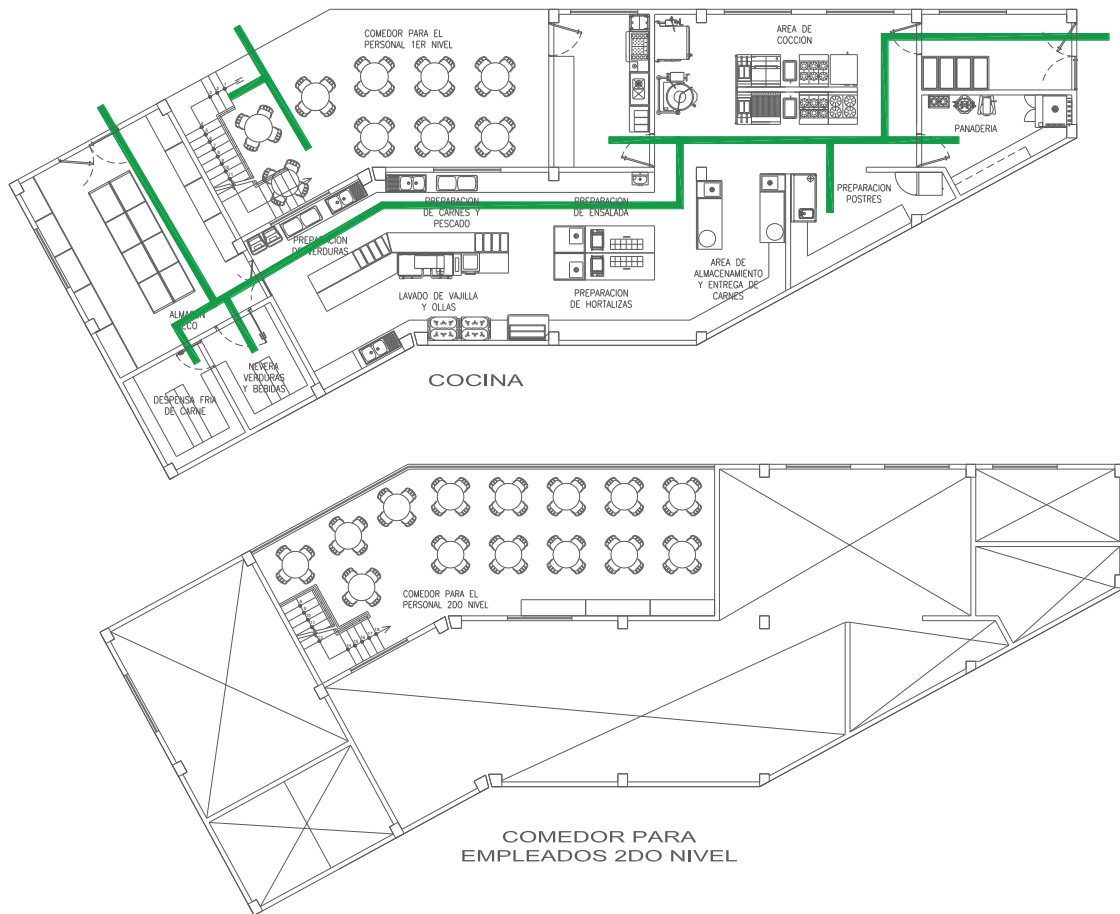 COMEDOR PARA EL
PERSONAL 1ER NIVEL
AREA DE
COCCION
PANADERIA
PREPARACION
POSTRES
PREPARACION
DE CARNES Y
PESCADO
PREPARACION
DE ENSALADA
PREPARACION
DE VERDURAS
AREA DE
ALMACENAMIENTO
Y ENTREGA DE
CARNES
LAVADO DE VAJILLA
Y OLLAS
PREPARACION
DE HORTALIZAS
ALMACEN
SECO
NEVERA
VERDURAS
Y BEBIDAS
DESPENSA FRIA
DE CARNE
COCINA
COMEDOR PARA EL
PERSONAL 2DO NIVEL
COMEDOR PARA
EMPLEADOS 2DO NIVEL